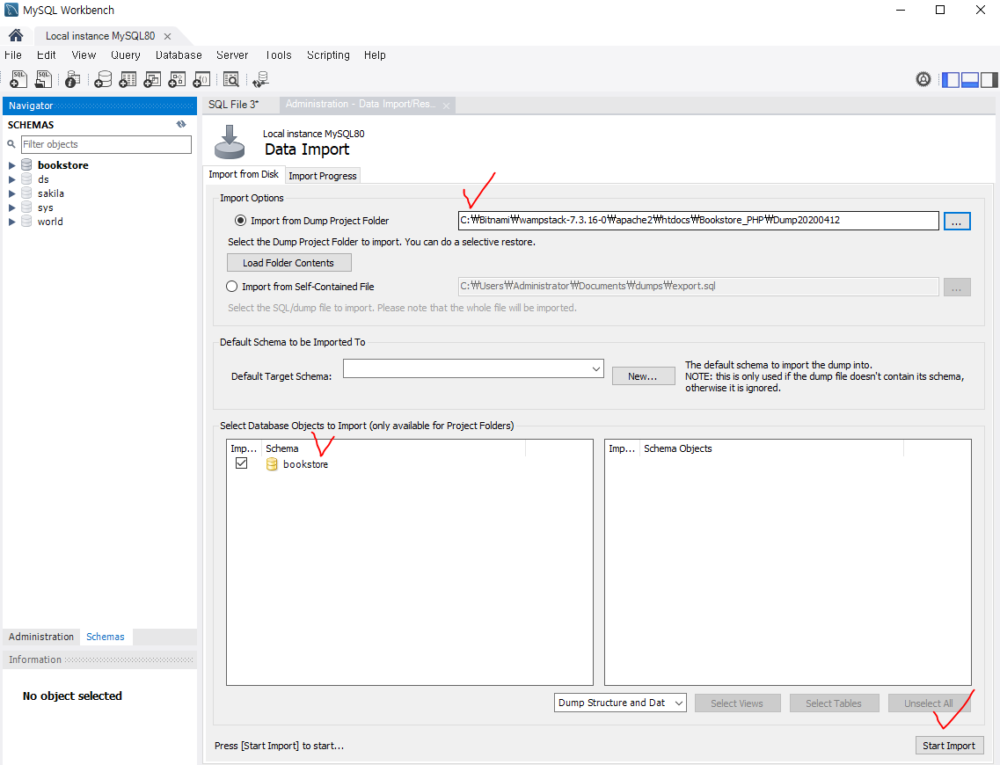 MySQL Workbench
Local instance MySQL80
File Edit View Query Database Server Tools Scripting Help
Navigator
SCHEMAS
Filter objects
bookstore
ds
sakila
sys
world
Administration Schemas
Information
No object selected
SQL File 3* Administration - Data Import/Res...
Local instance MySQL80
Data Import
Import from Disk Import Progress
Import Options
Import from Dump Project Folder C:₩Bitnami₩wampstack-7.3.16-0₩apache2₩htdocs₩Bookstore_PHP₩Dump20200412 ...
Select the Dump Project Folder to import. You can do a selective restore.
Load Folder Contents
Import from Self-Contained File C:₩Users₩Administrator₩Documents₩dumps₩export.sql ...
Select the SQL/dump file to import. Please note that the whole file will be imported.
Default Schema to be Imported To
Default Target Schema: New...
The default schema to import the dump into.
NOTE: this is only used if the dump file doesn't contain its schema,
otherwise it is ignored.
Select Database Objects to Import (only available for Project Folders)
Imp... Schema
bookstore
Imp... Schema Objects
Dump Structure and Dat Select Views Select Tables Unselect All
Press [Start Import] to start... Start Import